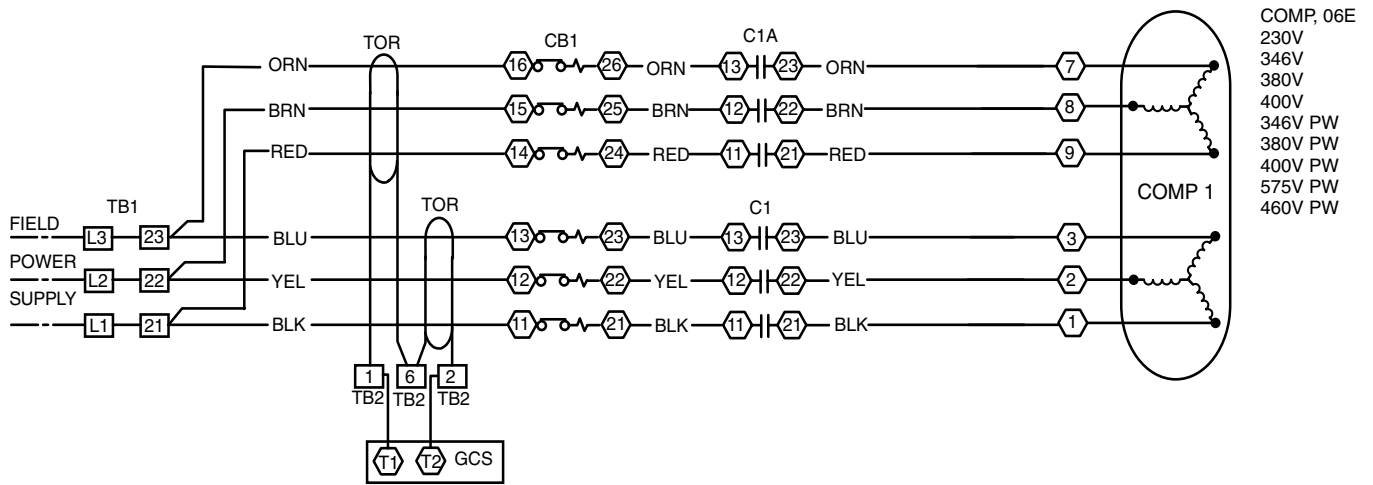 TOR
CB1
C1A
COMP, 06E
230V
346V
380V
400V
346V PW
380V PW
400V PW
575V PW
460V PW
ORN 16 26 ORN 13 23 ORN 7
BRN 15 25 BRN 12 22 BRN 8
RED 14 24 RED 11 21 RED 9
COMP 1
TB1
TOR
C1
FIELD
L3 23 BLU 13 23 BLU 13 23 BLU 3
POWER
L2 22 YEL 12 22 YEL 12 22 YEL 2
SUPPLY
L1 21 BLK 11 21 BLK 11 21 BLK 1
1 6 2
TB2 TB2 TB2
T1 T2 GCS